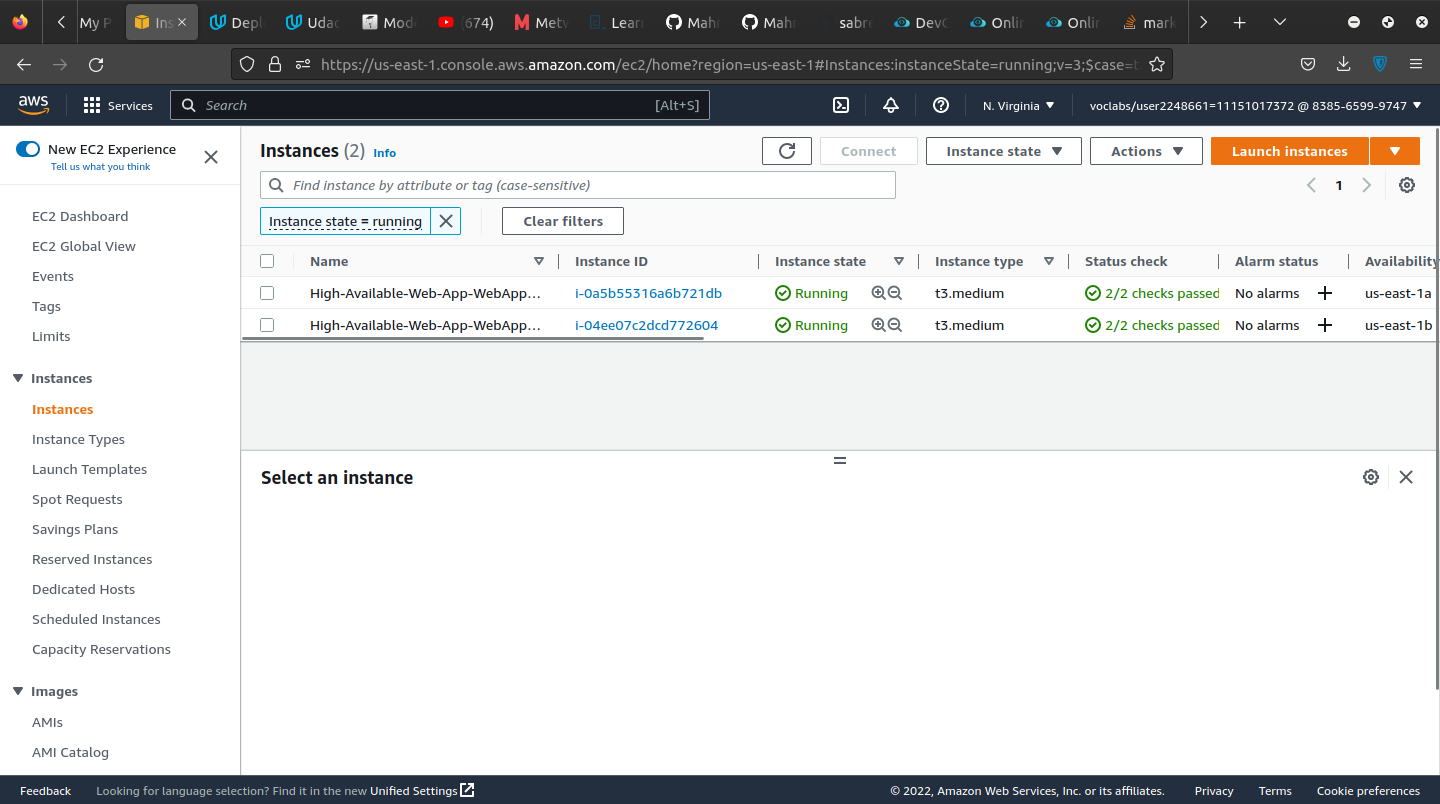 My P
Ins
Depl
Udac
Mode
(674)
Metv
Lear
Mahr
Mahr
sabre
DevC
Onlin
Onlin
mark
https://us-east-1.console.aws.amazon.com/ec2/home?region=us-east-1#Instances:instanceState=running;v=3;$case=t
aws
Services
Search
[Alt+S]
N. Virginia
voclabs/user2248661=11151017372 @ 8385-6599-9747
New EC2 Experience
Tell us what you think
EC2 Dashboard
EC2 Global View
Events
Tags
Limits
Instances
Instances
Instance Types
Launch Templates
Spot Requests
Savings Plans
Reserved Instances
Dedicated Hosts
Scheduled Instances
Capacity Reservations
Images
AMIs
AMI Catalog
Instances (2) Info
Connect
Instance state
Actions
Launch instances
Find instance by attribute or tag (case-sensitive)
1
Instance state = running
Clear filters
Name Instance ID Instance state Instance type Status check Alarm status Availability
High-Available-Web-App-WebApp... i-0a5b55316a6b721db Running t3.medium 2/2 checks passed No alarms us-east-1a
High-Available-Web-App-WebApp... i-04ee07c2dcd772604 Running t3.medium 2/2 checks passed No alarms us-east-1b
Select an instance
Feedback
Looking for language selection? Find it in the new Unified Settings
© 2022, Amazon Web Services, Inc. or its affiliates.
Privacy
Terms
Cookie preferences